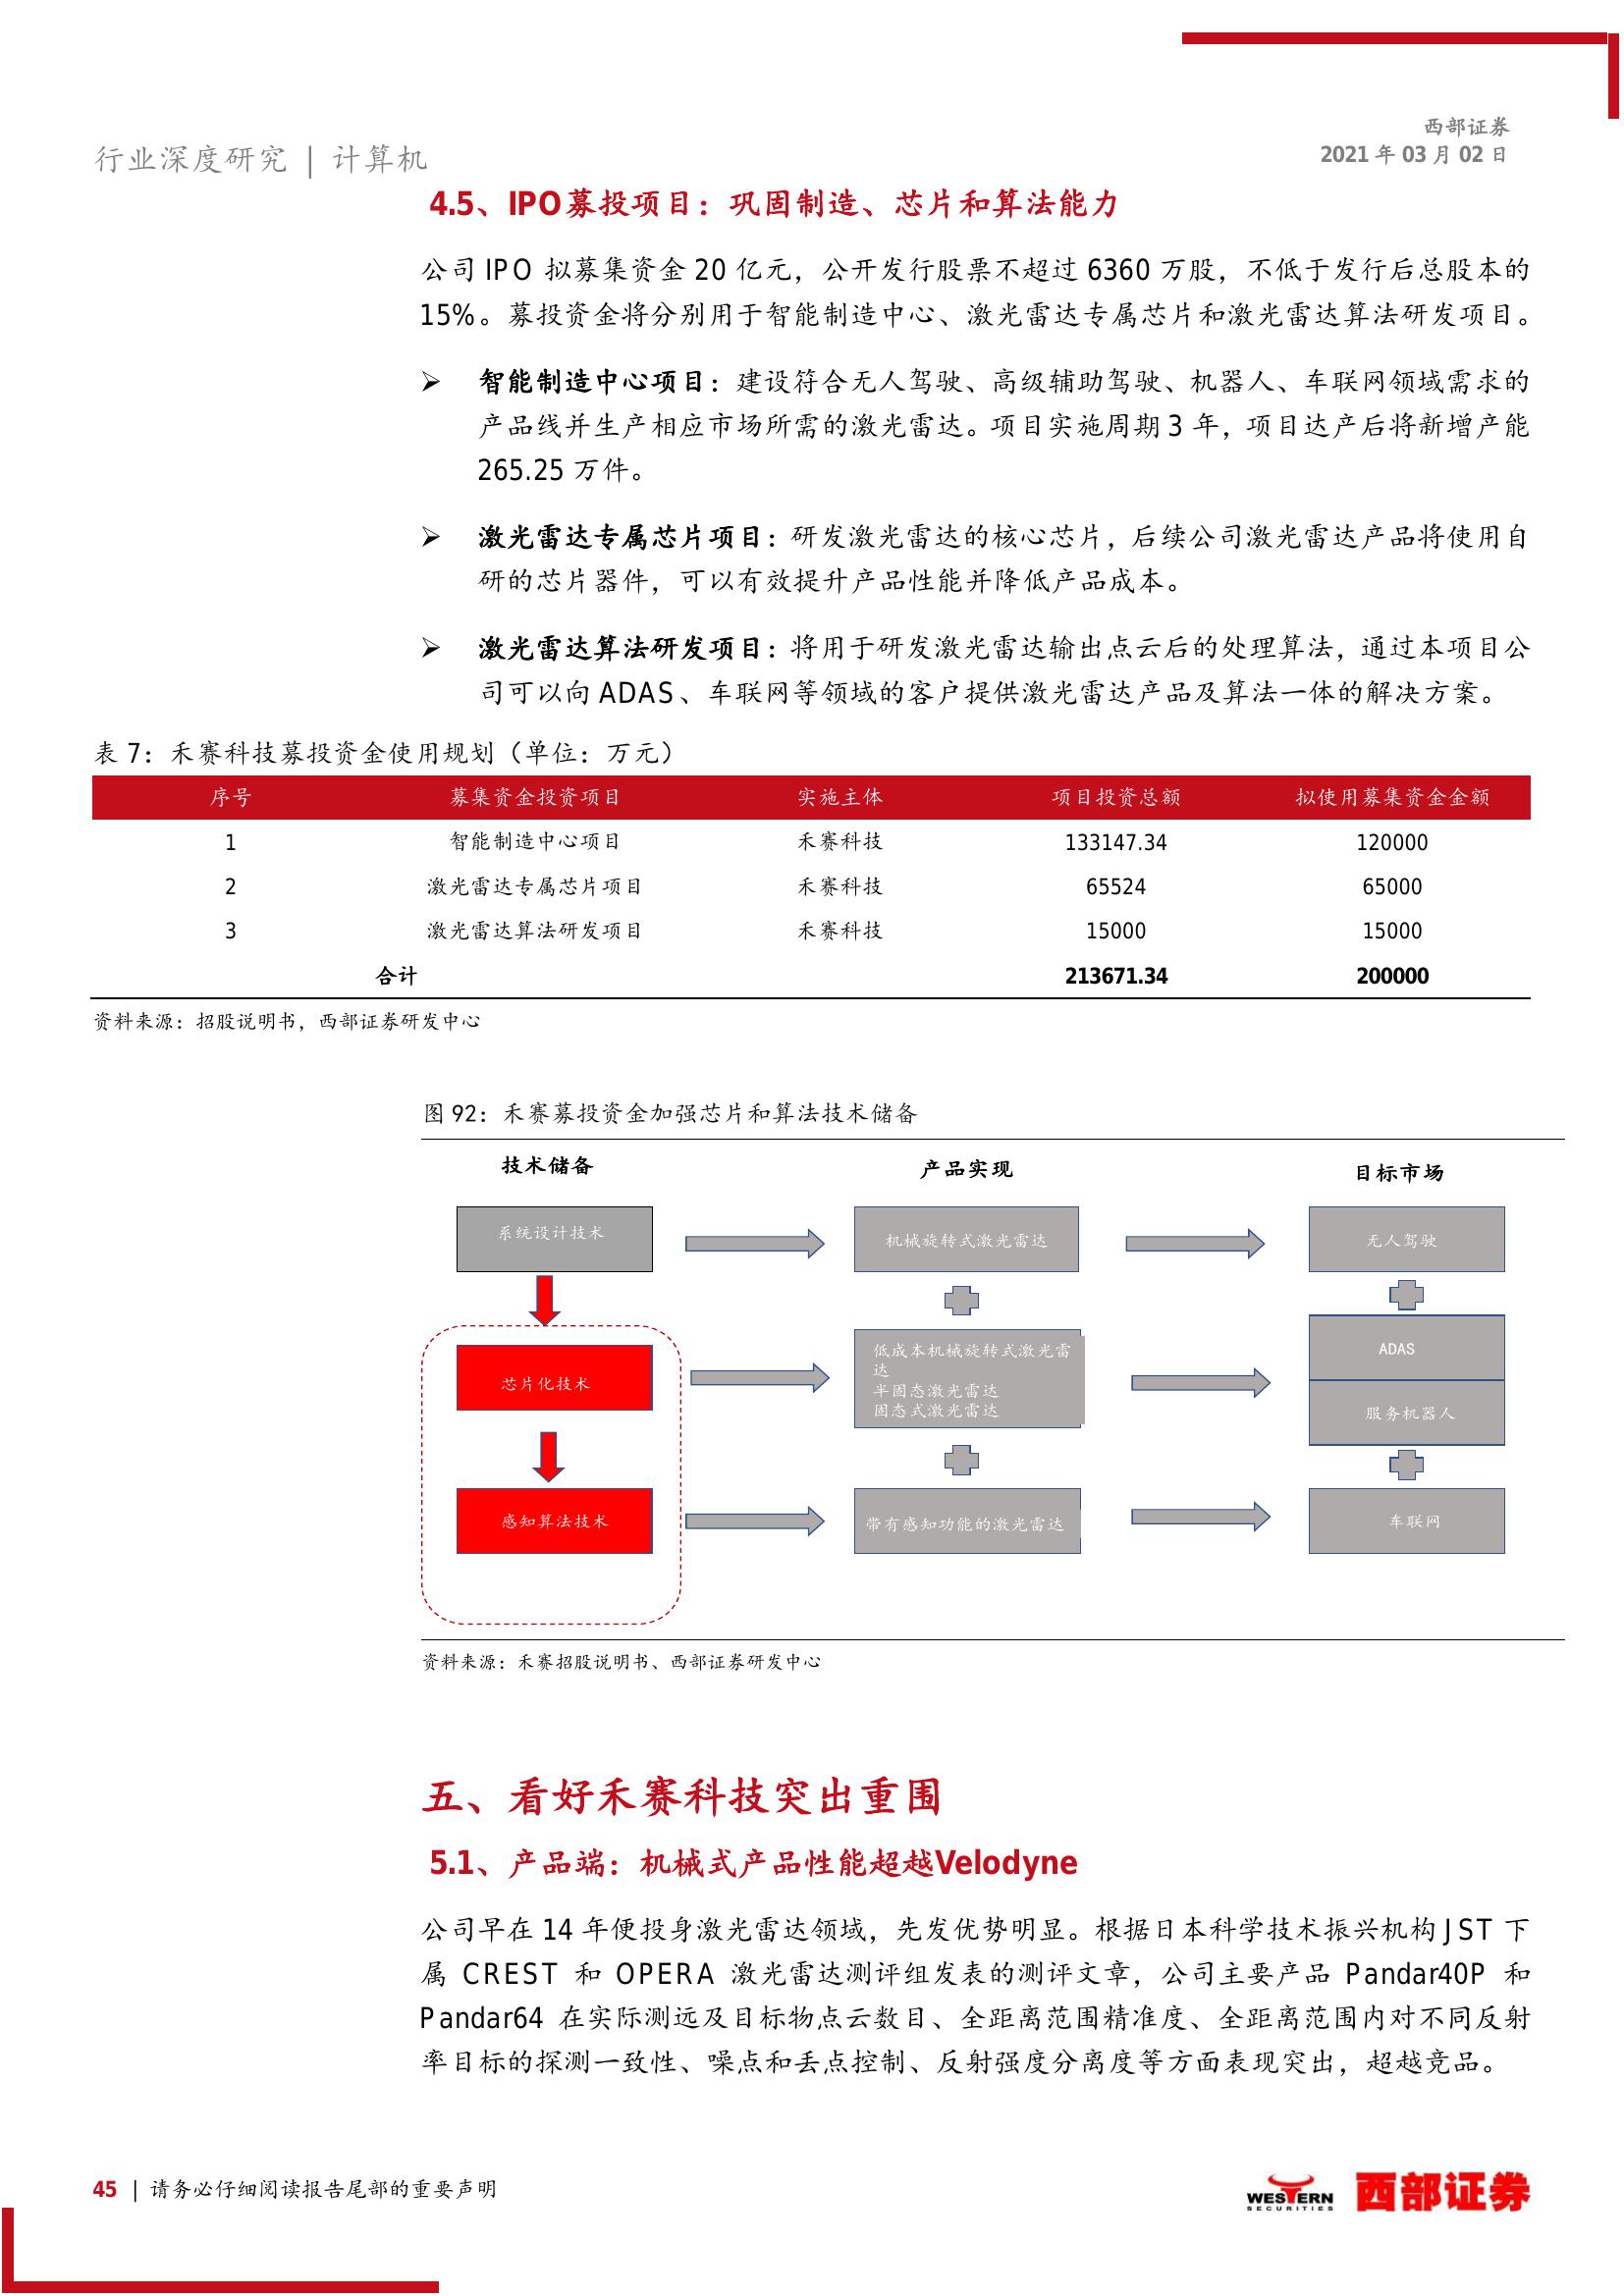 西部证券
2021 年 03 月 02 日
行业深度研究 | 计算机
4.5、IPO募投项目：巩固制造、芯片和算法能力
公司 IPO 拟募集资金 20 亿元，公开发行股票不超过 6360 万股，不低于发行后总股本的
15%。募投资金将分别用于智能制造中心、激光雷达专属芯片和激光雷达算法研发项目。
➢ 智能制造中心项目：建设符合无人驾驶、高级辅助驾驶、机器人、车联网领域需求的
产品线并生产相应市场所需的激光雷达。项目实施周期 3 年，项目达产后将新增产能
265.25 万件。
➢ 激光雷达专属芯片项目：研发激光雷达的核心芯片，后续公司激光雷达产品将使用自
研的芯片器件，可以有效提升产品性能并降低产品成本。
➢ 激光雷达算法研发项目：将用于研发激光雷达输出点云后的处理算法，通过本项目公
司可以向 ADAS、车联网等领域的客户提供激光雷达产品及算法一体的解决方案。
表 7：禾赛科技募投资金使用规划（单位：万元）
序号 募集资金投资项目 实施主体 项目投资总额 拟使用募集资金金额
1 智能制造中心项目 禾赛科技 133147.34 120000
2 激光雷达专属芯片项目 禾赛科技 65524 65000
3 激光雷达算法研发项目 禾赛科技 15000 15000
合计 213671.34 200000
资料来源：招股说明书，西部证券研发中心
图 92：禾赛募投资金加强芯片和算法技术储备
技术储备 产品实现 目标市场
系统设计技术 机械旋转式激光雷达 无人驾驶
芯片化技术
低成本机械旋转式激光雷
达
半固态激光雷达
固态式激光雷达
ADAS
服务机器人
感知算法技术 带有感知功能的激光雷达 车联网
资料来源：禾赛招股说明书、西部证券研发中心
五、看好禾赛科技突出重围
5.1、产品端：机械式产品性能超越Velodyne
公司早在 14 年便投身激光雷达领域，先发优势明显。根据日本科学技术振兴机构 JST 下
属 CREST 和 OPERA 激光雷达测评组发表的测评文章，公司主要产品 Pandar40P 和
Pandar64 在实际测远及目标物点云数目、全距离范围精准度、全距离范围内对不同反射
率目标的探测一致性、噪点和丢点控制、反射强度分离度等方面表现突出，超越竞品。
45 | 请务必仔细阅读报告尾部的重要声明
WESTERN
SECURITIES
西部证券